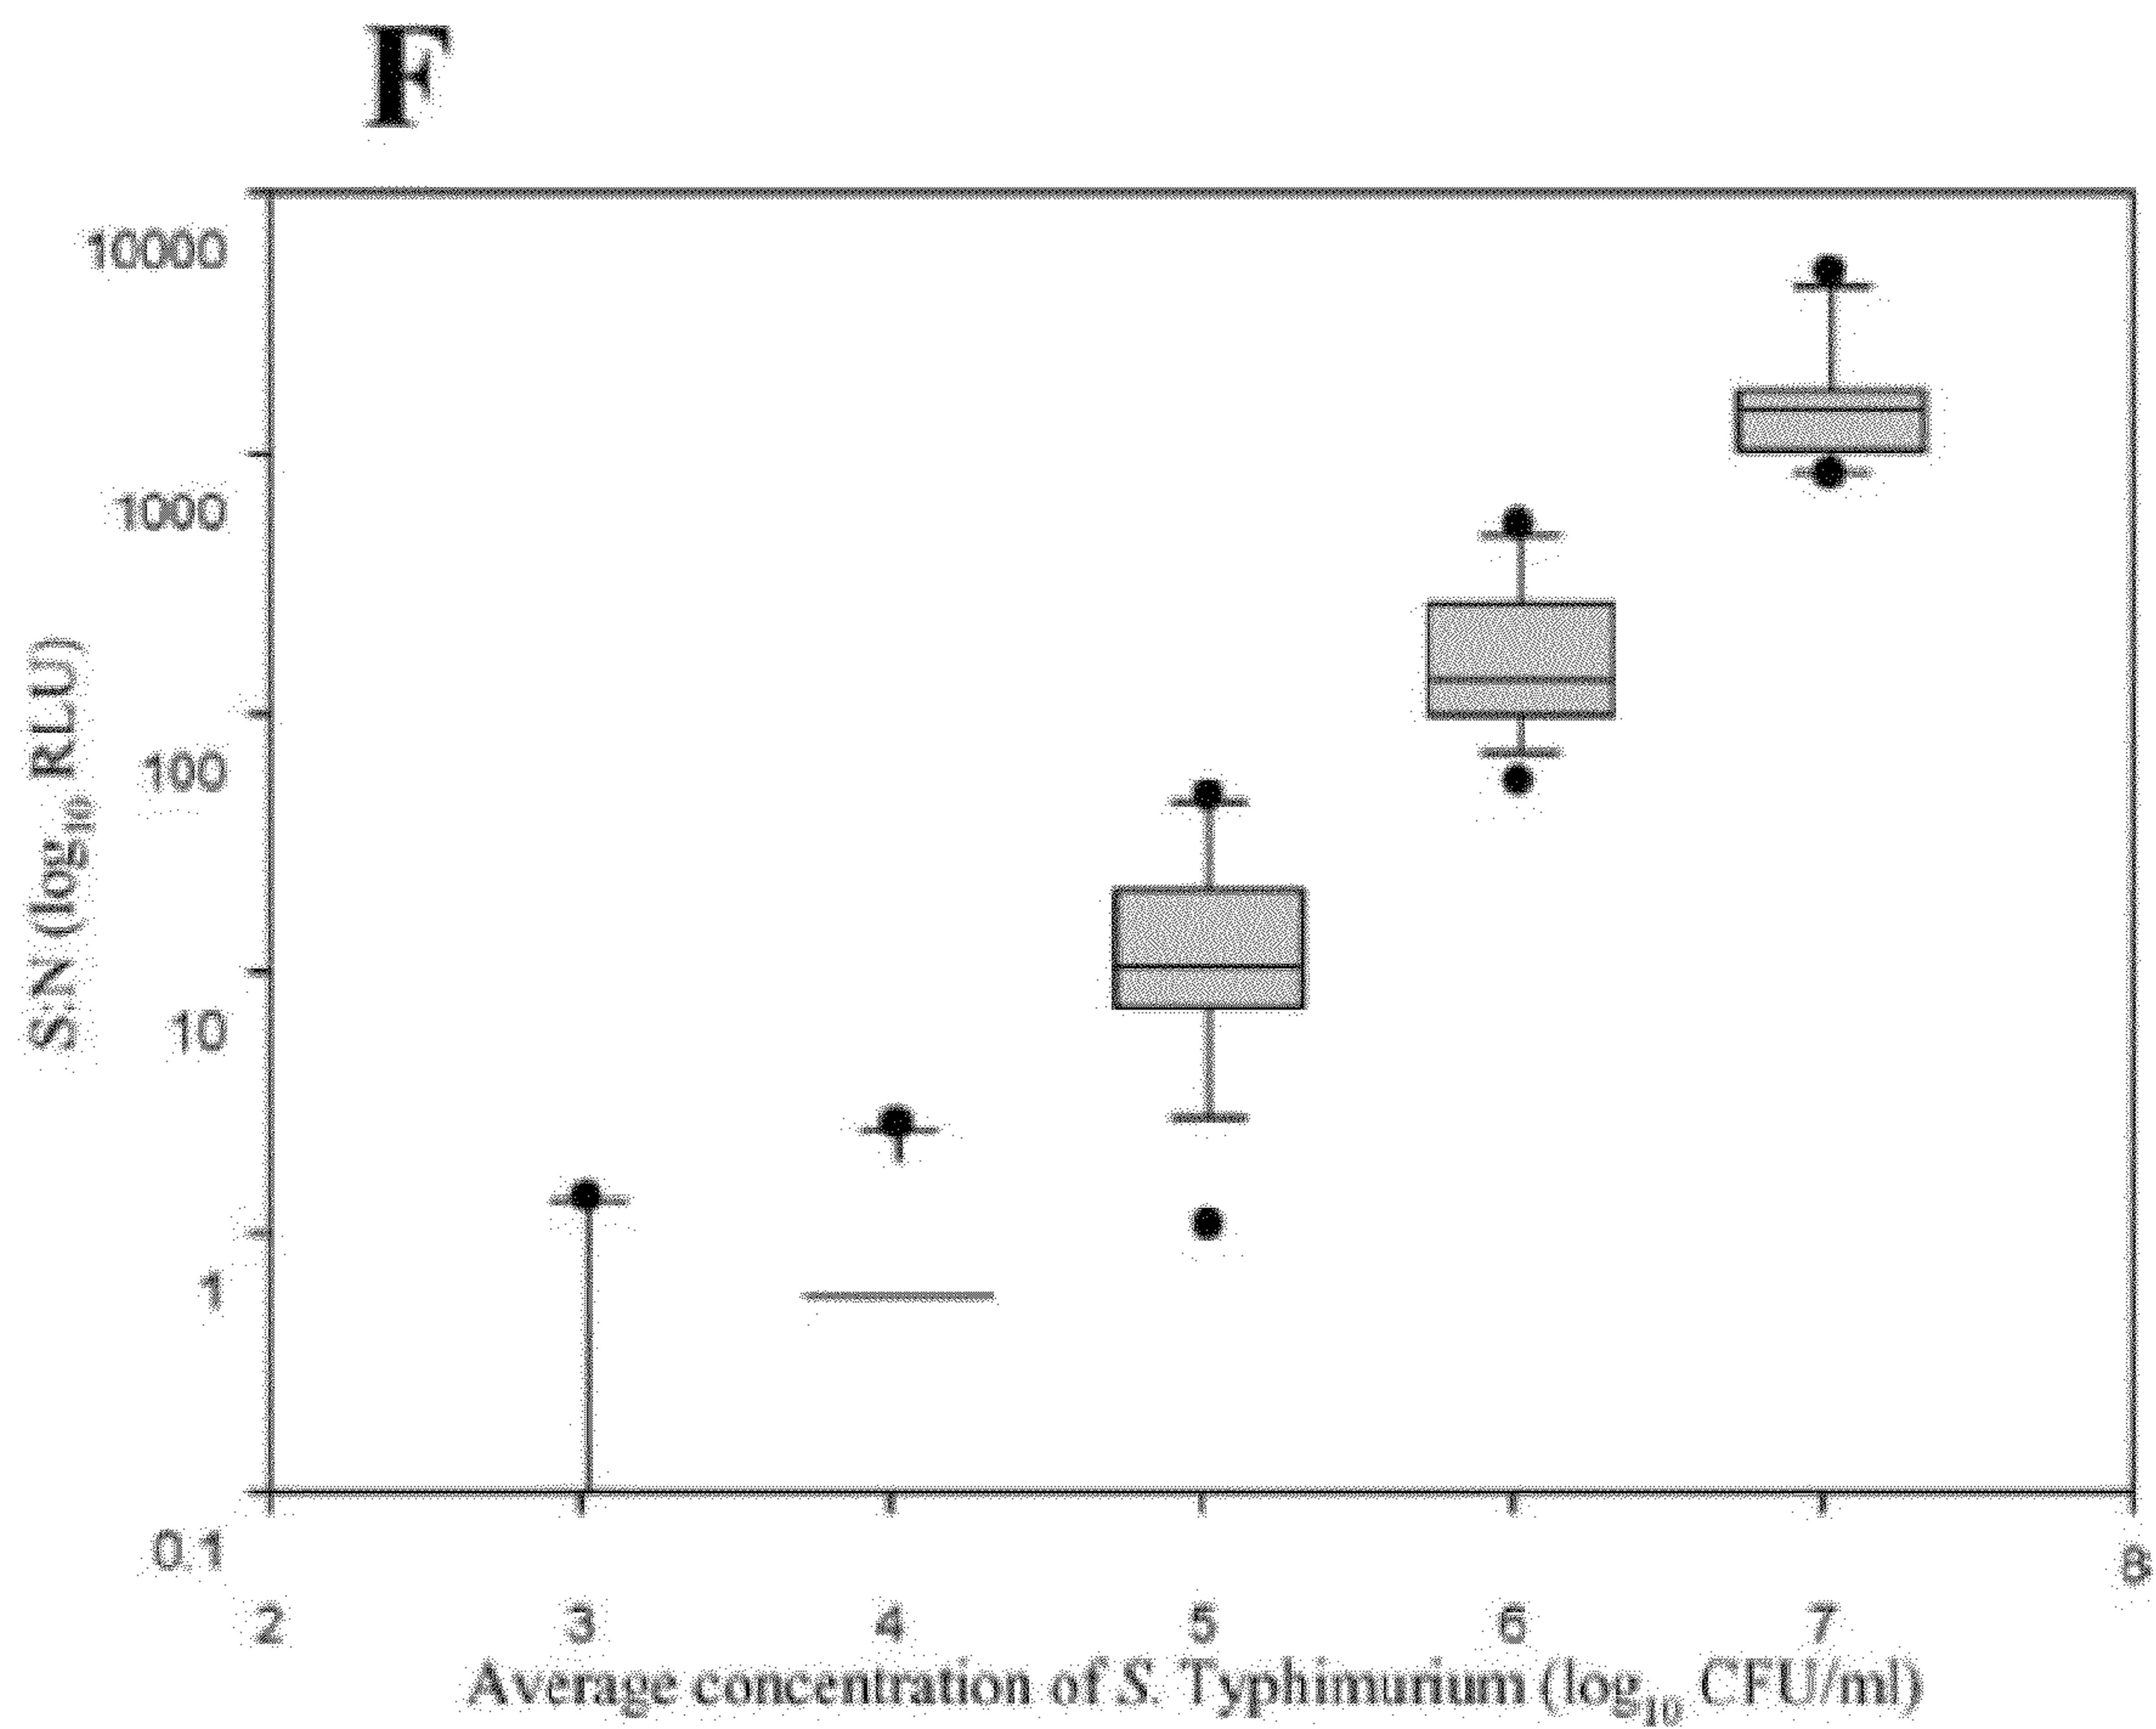 F
10000
1000
100
10
1
0.1
S:N (log10 RLU)
2 3 4 5 6 7 8
Average concentration of S. Typhimurium (log10 CFU/ml)